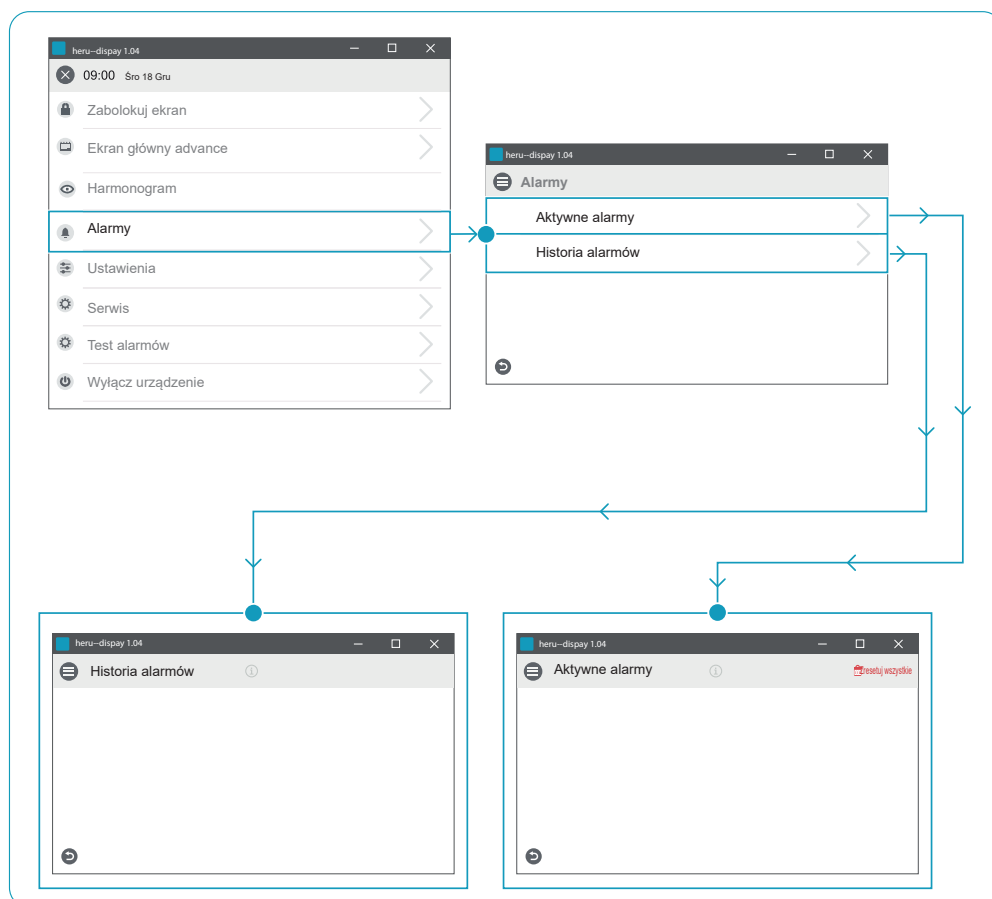 heru–dispay 1.04
09:00 Śro 18 Gru
Zabolokuj ekran
Ekran główny advance
Harmonogram
Alarmy
Ustawienia
Serwis
Test alarmów
Wyłącz urządzenie
heru–dispay 1.04
Alarmy
Aktywne alarmy
Historia alarmów
heru–dispay 1.04
Historia alarmów
heru–dispay 1.04
Aktywne alarmy
Zresetuj wszystkie